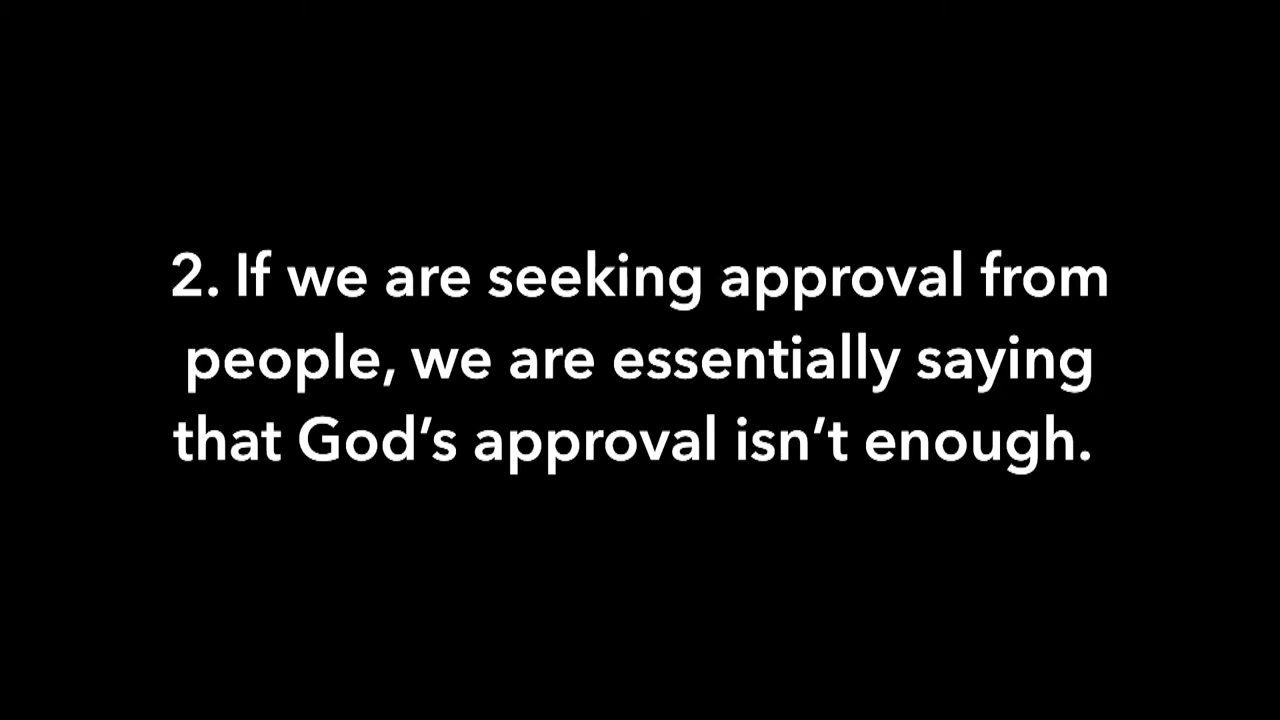 2. If we are seeking approval from
people, we are essentially saying
that God’s approval isn’t enough.